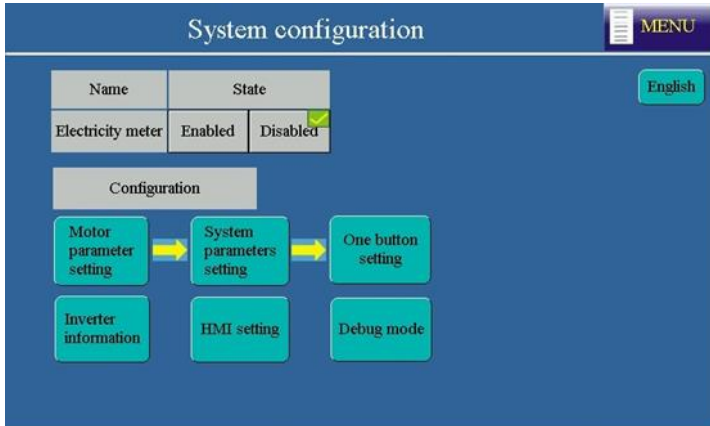 System configuration
MENU
English
Name State
Electricity meter Enabled Disabled
Configuration
Motor
parameter
setting
System
parameters
setting
One button
setting
Inverter
information
HMI setting
Debug mode